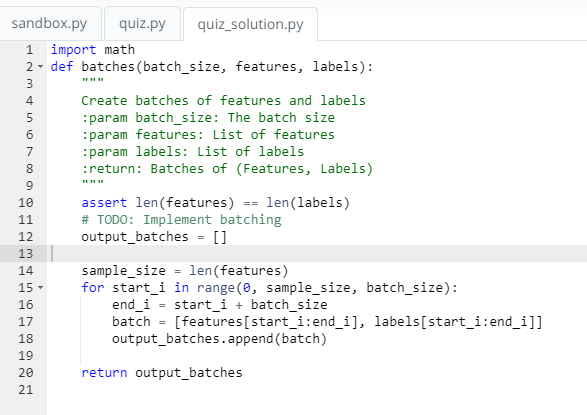 sandbox.py quiz.py quiz_solution.py
1 import math
2 def batches(batch_size, features, labels):
3     """
4     Create batches of features and labels
5     :param batch_size: The batch size
6     :param features: List of features
7     :param labels: List of labels
8     :return: Batches of (Features, Labels)
9     """
10     assert len(features) == len(labels)
11     # TODO: Implement batching
12     output_batches = []
13
14     sample_size = len(features)
15     for start_i in range(0, sample_size, batch_size):
16         end_i = start_i + batch_size
17         batch = [features[start_i:end_i], labels[start_i:end_i]]
18         output_batches.append(batch)
19
20     return output_batches
21